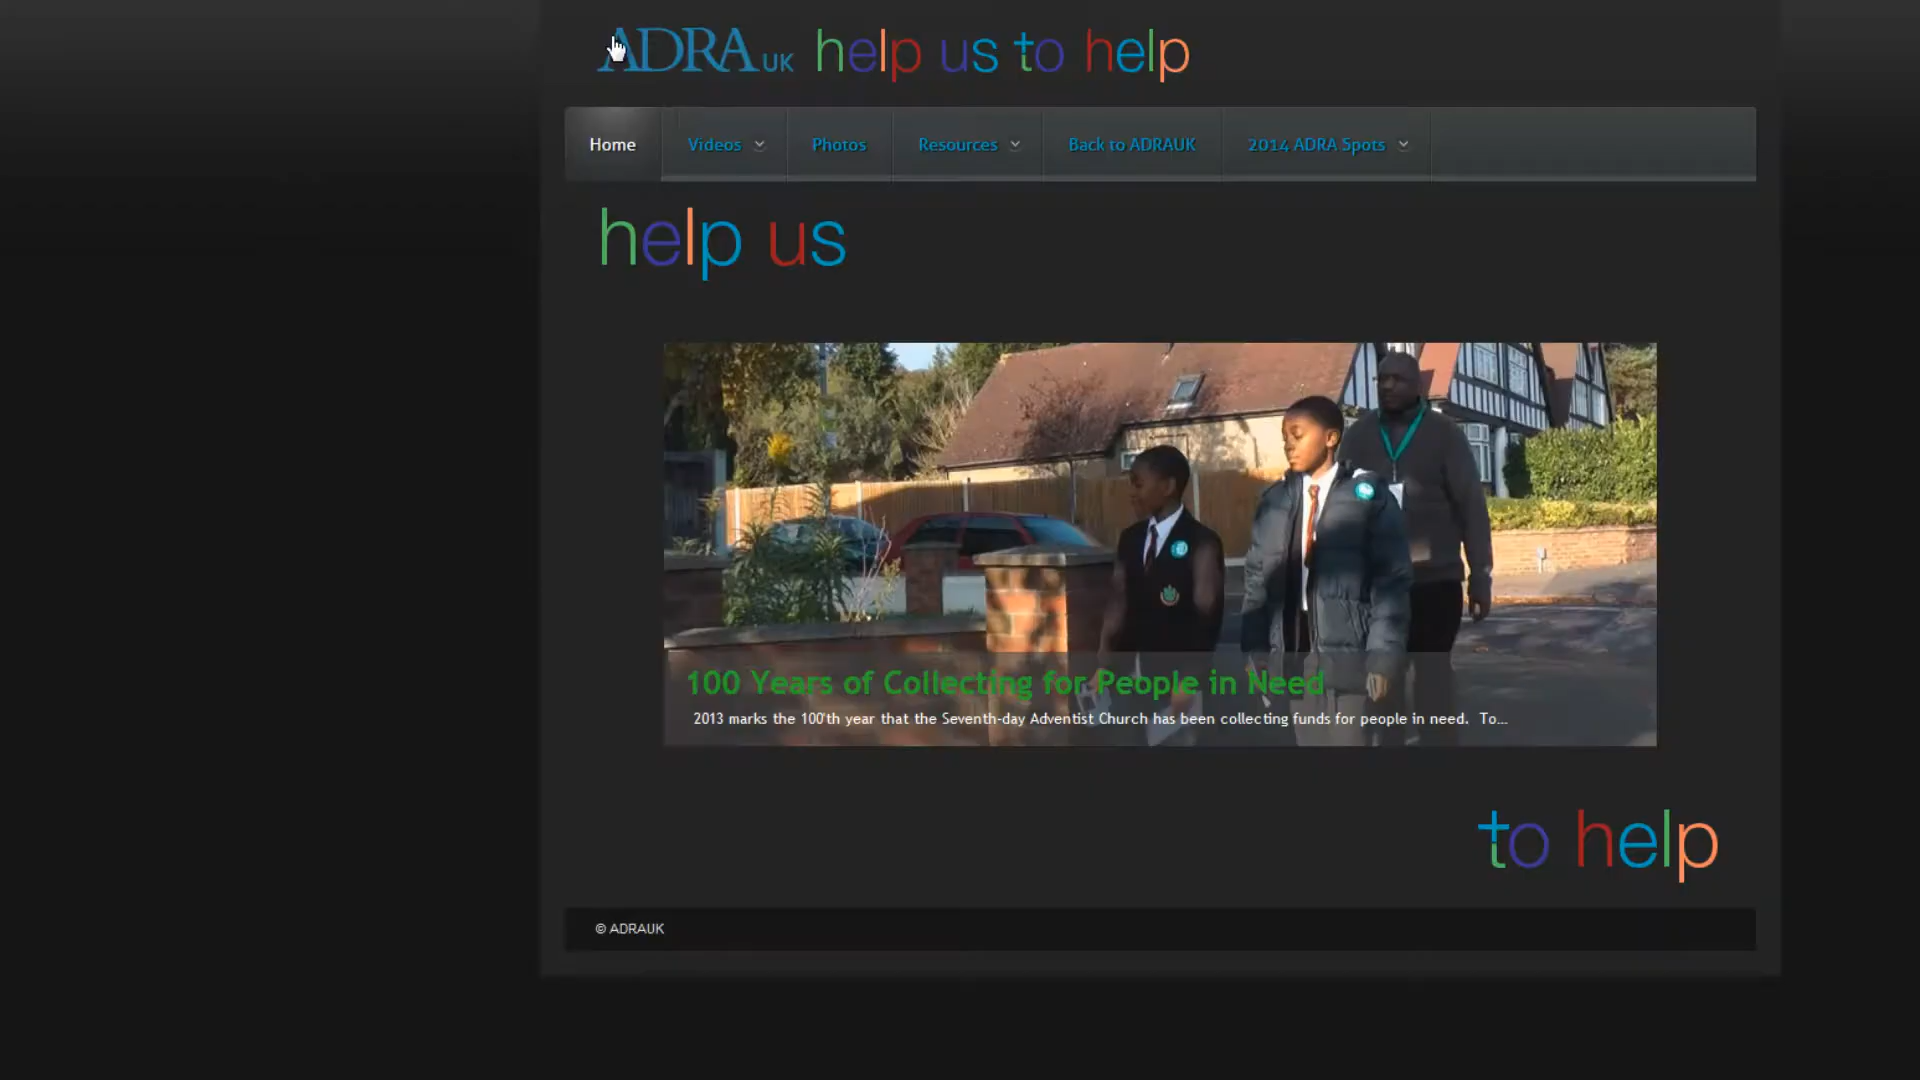 ADRA UK help us to help
Home Videos Photos Resources Back to ADRAUK 2014 ADRA Spots
help us
100 Years of Collecting for People in Need
2013 marks the 100'th year that the Seventh-day Adventist Church has been collecting funds for people in need. To...
to help
© ADRAUK